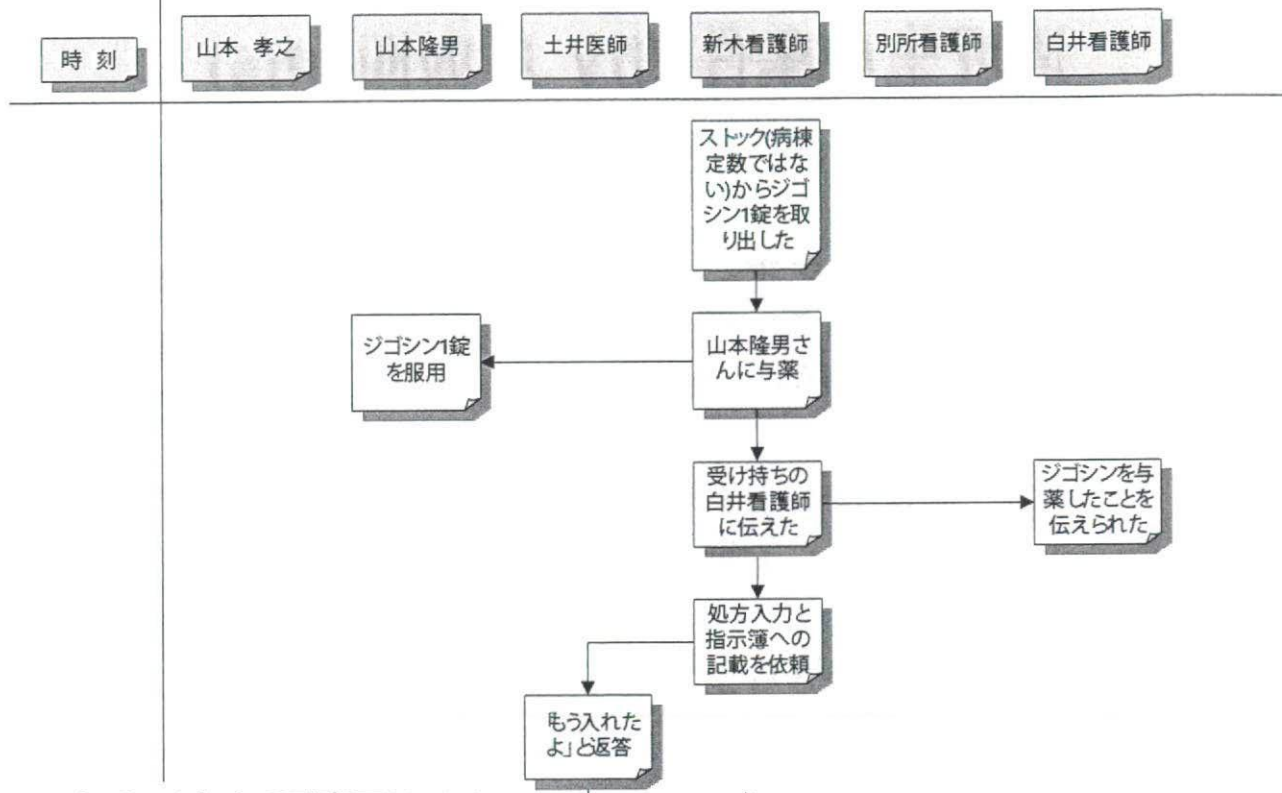 時 刻
山本 孝之
山本隆男
土井医師
新木看護師
別所看護師
白井看護師
ストック(病棟
定数ではな
い)からジゴ
シン1錠を取
り出した
ジゴシン1錠
を服用
山本隆男さ
んに与薬
受け持ちの
白井看護師
に伝えた
ジゴシンを与
薬したことを
伝えられた
処方入力と
指示簿への
記載を依頼
「もう入れた
よ」と返答